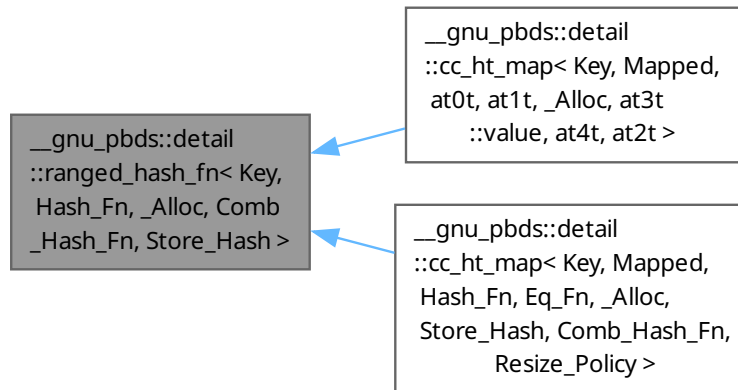 __gnu_pbds::detail
::ranged_hash_fn< Key,
Hash_Fn, _Alloc, Comb
_Hash_Fn, Store_Hash >
__gnu_pbds::detail
::cc_ht_map< Key, Mapped,
at0t, at1t, _Alloc, at3t
::value, at4t, at2t >
__gnu_pbds::detail
::cc_ht_map< Key, Mapped,
Hash_Fn, Eq_Fn, _Alloc,
Store_Hash, Comb_Hash_Fn,
Resize_Policy >